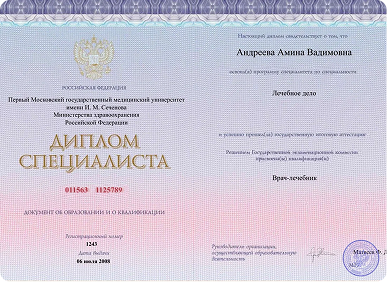 РОССИЙСКАЯ ФЕДЕРАЦИЯ
Первый Московский государственный медицинский университет
имени И. М. Сеченова
Министерства здравоохранения
Российской Федерации
ДИПЛОМ
СПЕЦИАЛИСТА
011563 1125789
ДОКУМЕНТ ОБ ОБРАЗОВАНИИ И О КВАЛИФИКАЦИИ
Регистрационный номер
1243
Дата выдачи
06 июля 2008
Настоящий диплом свидетельствует о том, что
Андреева Амина Вадимовна
освоил(а) программу специалитета по специальности
Лечебное дело
и успешно прошел(ла) государственную итоговую аттестацию
Решением Государственной экзаменационной комиссии
присвоена(ы) квалификация(и)
Врач-лечебник
Руководитель организации,
осуществляющей образовательную
деятельность
Матвеев Ф. Д